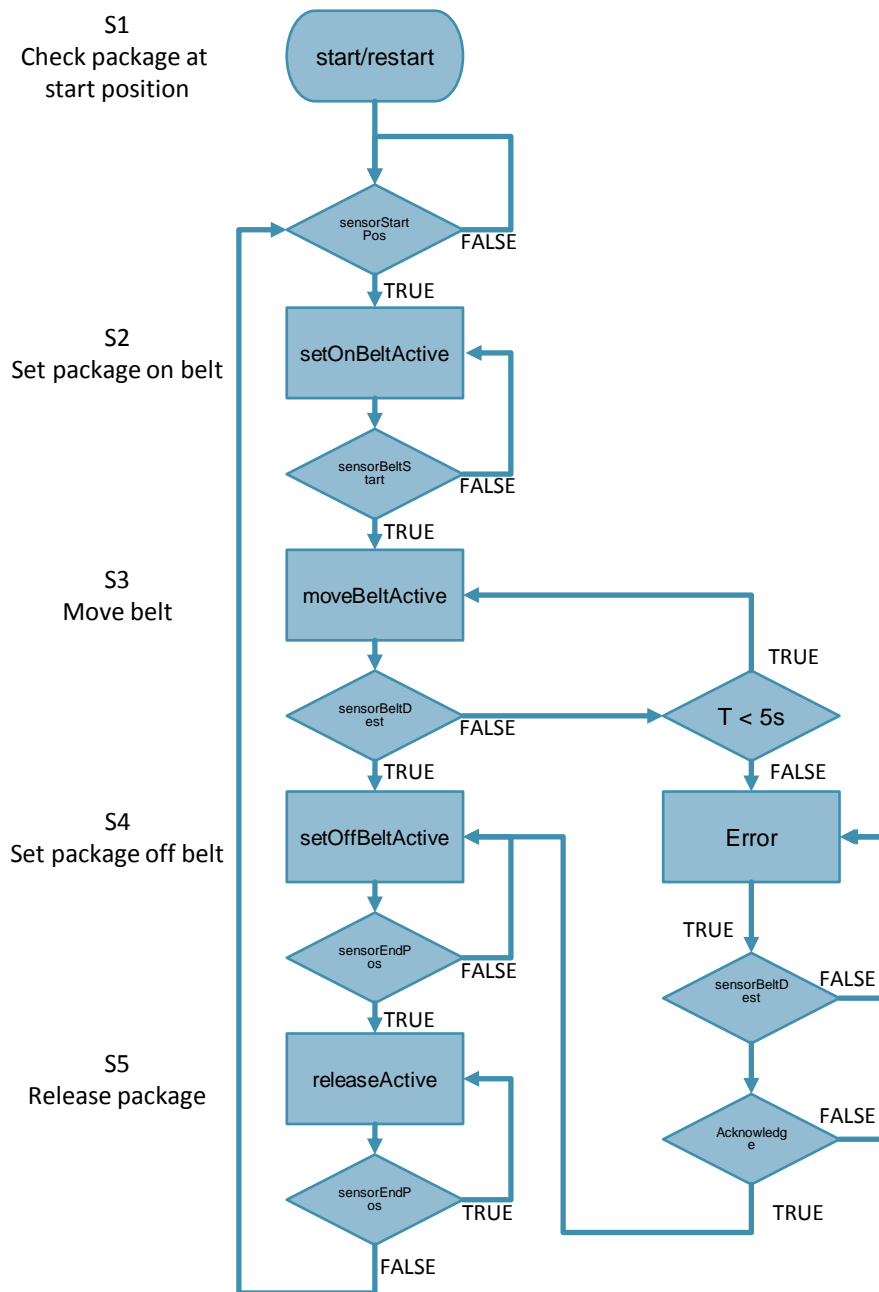 S1
Check package at
start position
start/restart
sensorStart
Pos
FALSE
TRUE
S2
Set package on belt
setOnBeltActive
sensorBeltS
tart
FALSE
TRUE
S3
Move belt
moveBeltActive
TRUE
sensorBeltD
est
FALSE
T < 5s
TRUE
FALSE
S4
Set package off belt
setOffBeltActive
Error
TRUE
sensorEndP
os
FALSE
sensorBeltD
est
FALSE
TRUE
S5
Release package
releaseActive
Acknowledg
e
FALSE
sensorEndP
os
TRUE
TRUE
FALSE